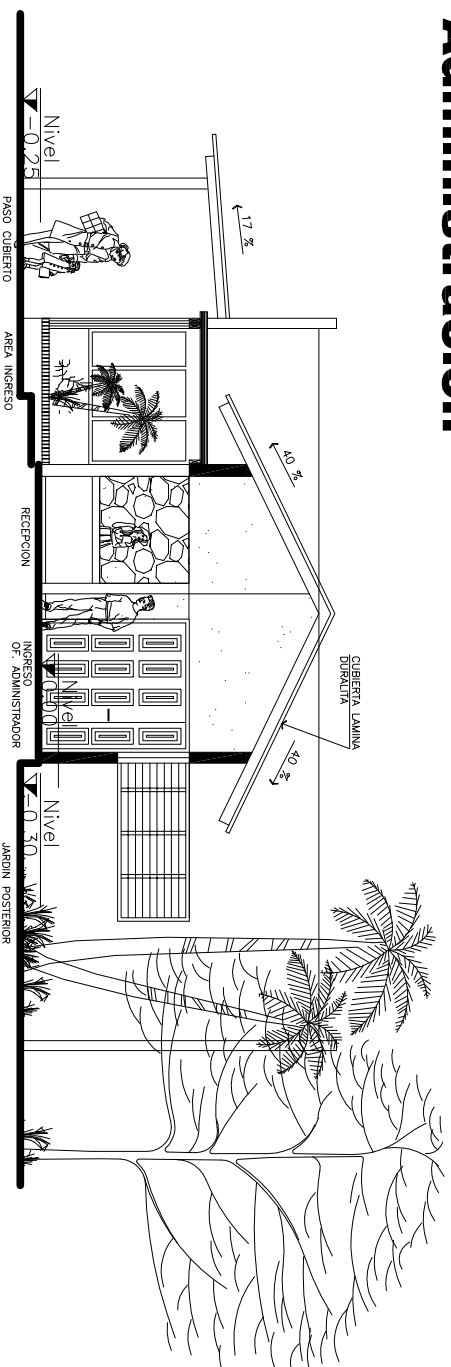 Administración
17 %
40 %
CUBIERTA LAMINA
DURALITA
40 %
Nivel
-0.25
Nivel
0.00
Nivel
-0.30
PASO CUBIERTO
AREA INGRESO
RECEPCION
INGRESO
OF. ADMINISTRADOR
JARDIN POSTERIOR